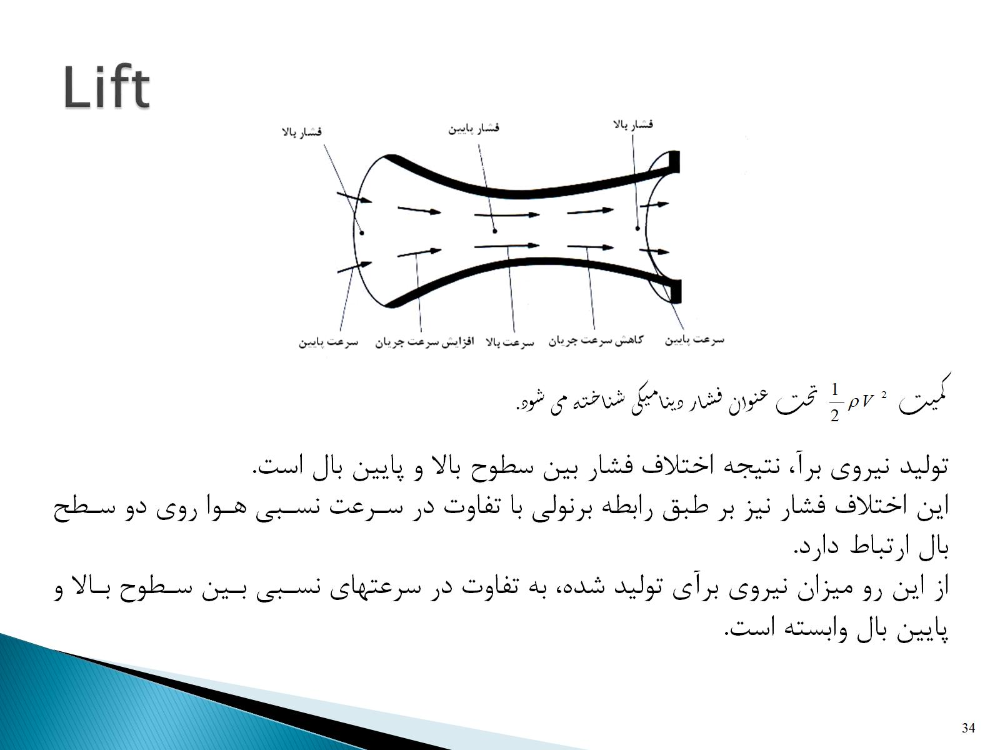 Lift
فشار بالا
فشار پایین
فشار بالا
سرعت پایین
افزایش سرعت جریان
سرعت بالا
کاهش سرعت جریان
سرعت پایین
کمیت 1/2 ρV² تحت عنوان فشار دینامیکی شناخته می شود.
تولید نیروی برآ، نتیجه اختلاف فشار بین سطوح بالا و پایین بال است.
این اختلاف فشار نیز بر طبق رابطه برنولی با تفاوت در سرعت نسبی هوا روی دو سطح
بال ارتباط دارد.
از این رو میزان نیروی برآی تولید شده، به تفاوت در سرعتهای نسبی بین سطوح بالا و
پایین بال وابسته است.
34